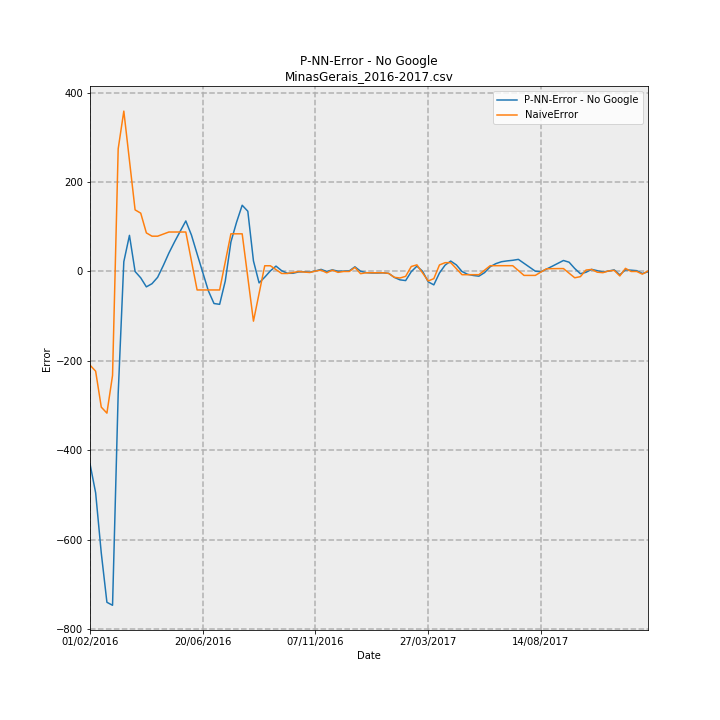 P-NN-Error - No Google
MinasGerais_2016-2017.csv
P-NN-Error - No Google
NaiveError
400
200
0
−200
−400
−600
−800
Error
01/02/2016
20/06/2016
07/11/2016
27/03/2017
14/08/2017
Date